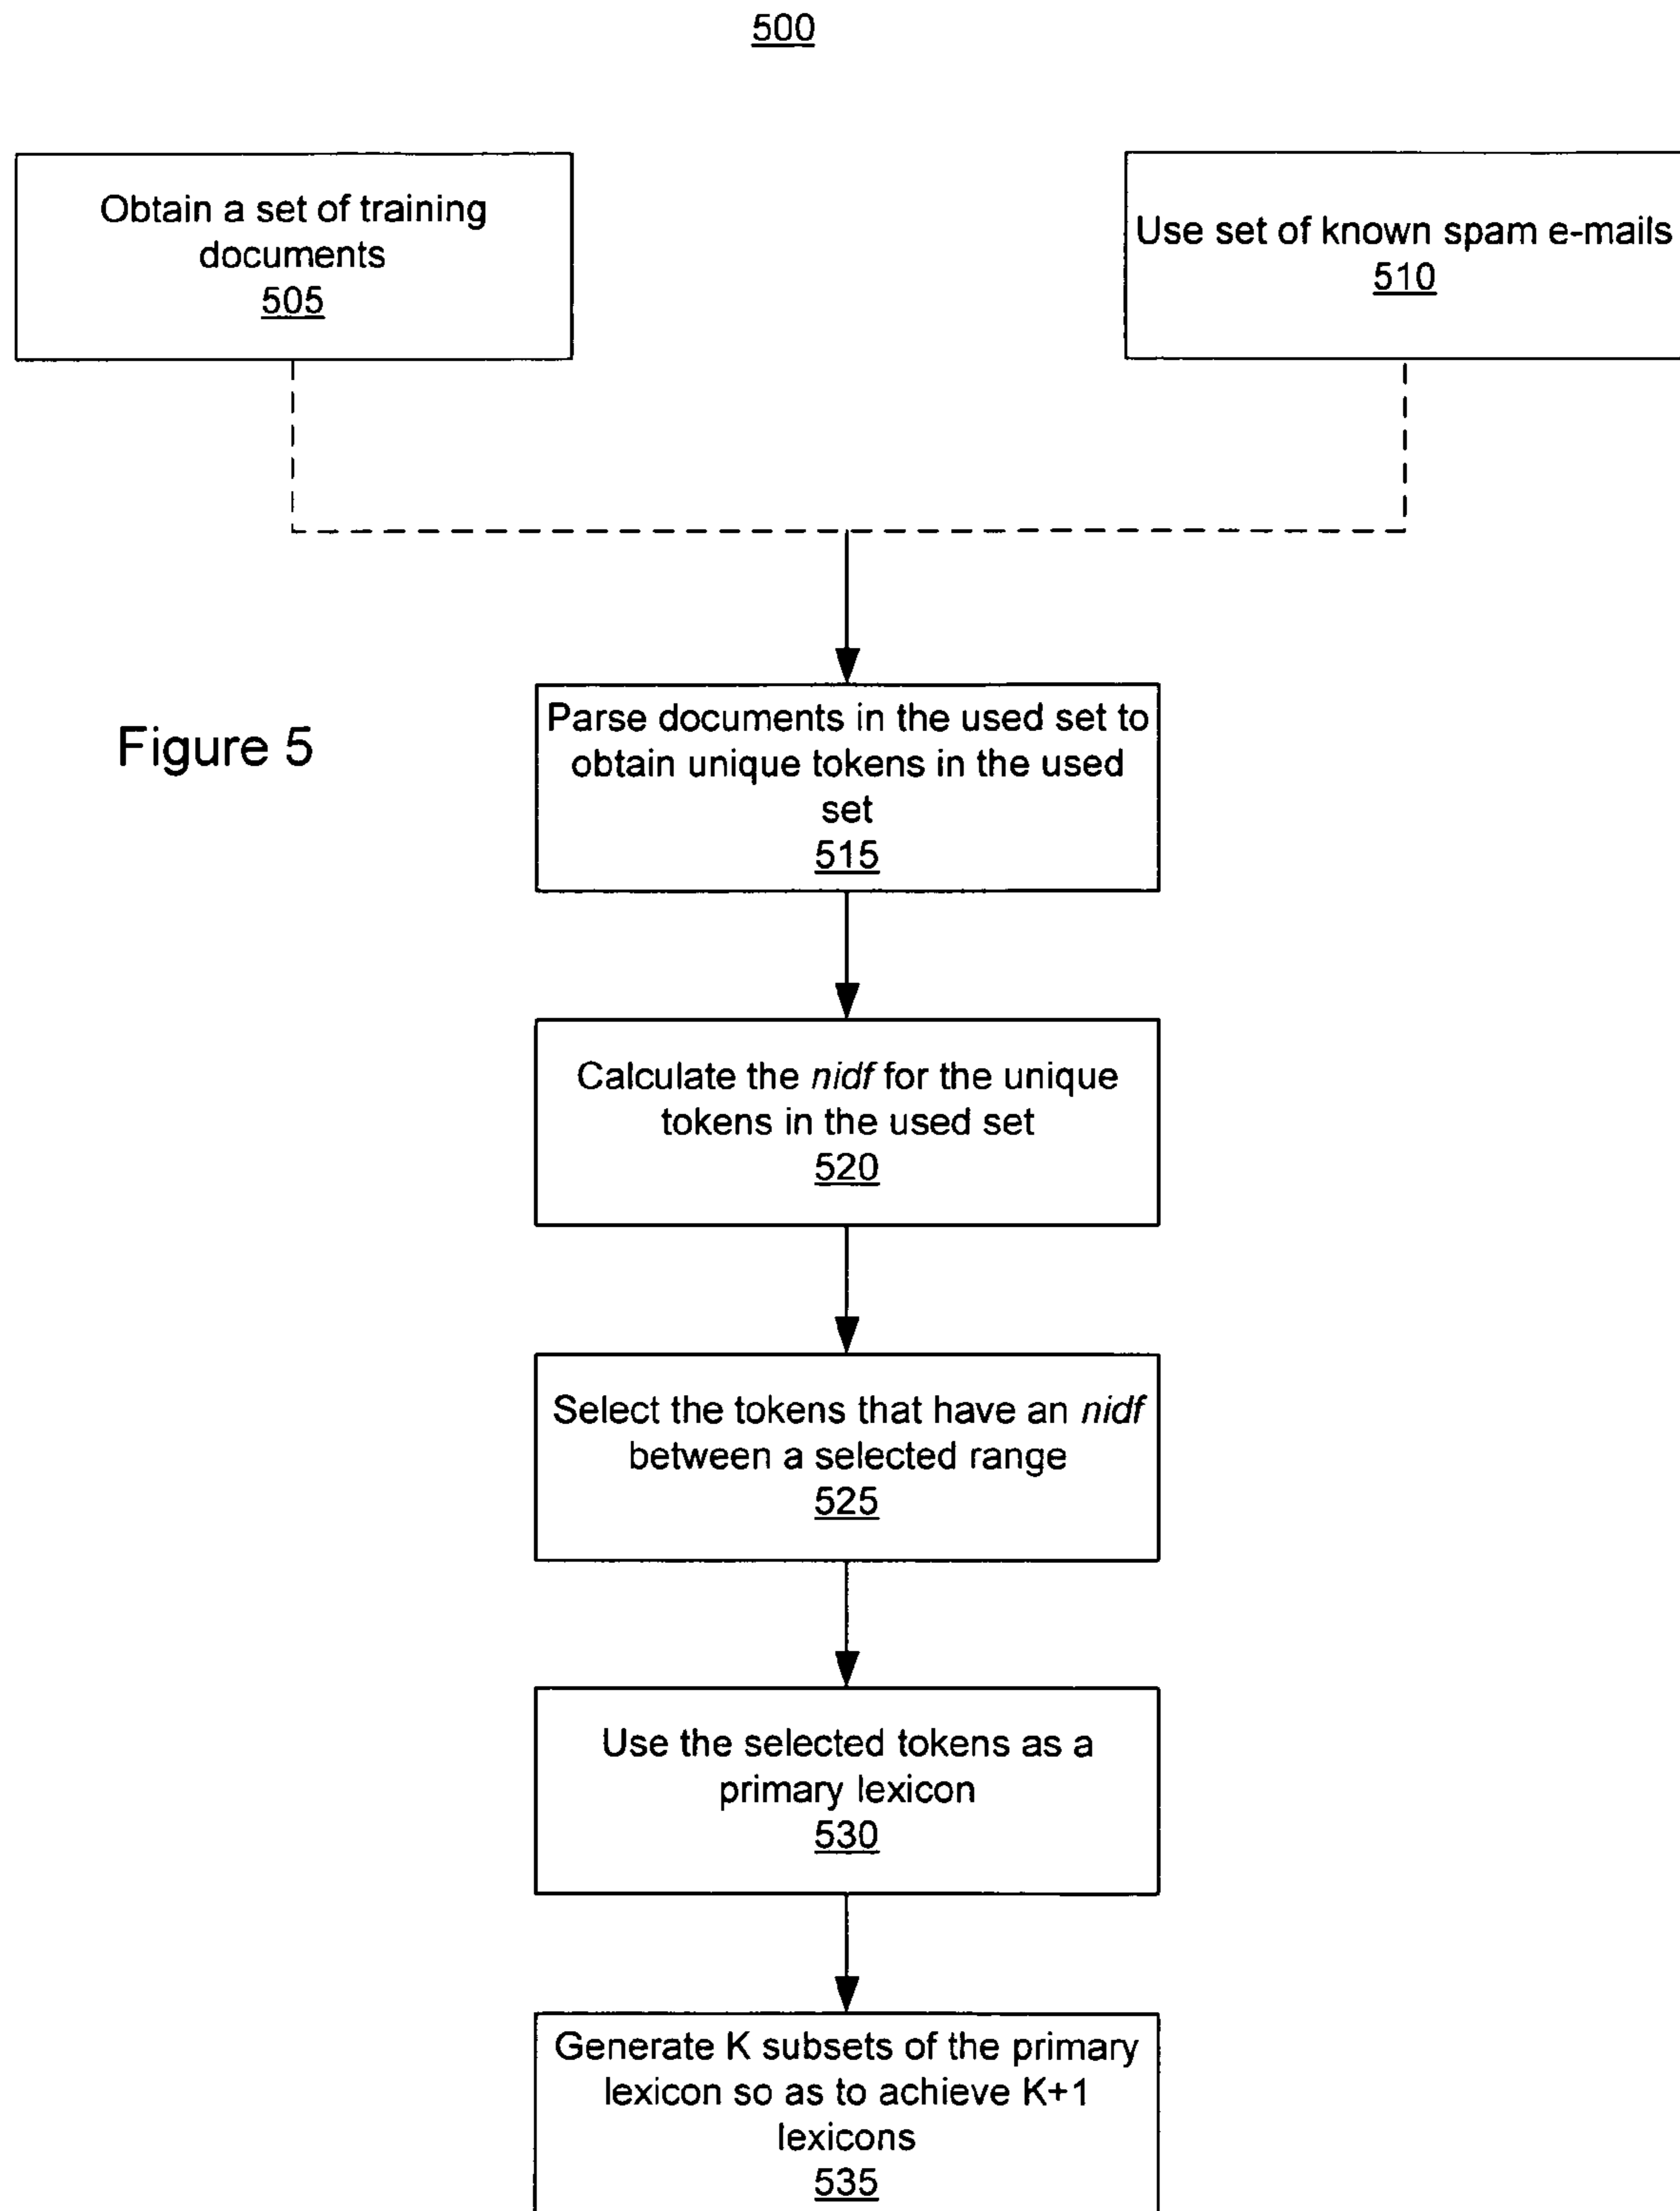 500
Obtain a set of training
documents
505
Use set of known spam e-mails
510
Figure 5
Parse documents in the used set to
obtain unique tokens in the used
set
515
Calculate the nidf for the unique
tokens in the used set
520
Select the tokens that have an nidf
between a selected range
525
Use the selected tokens as a
primary lexicon
530
Generate K subsets of the primary
lexicon so as to achieve K+1
lexicons
535